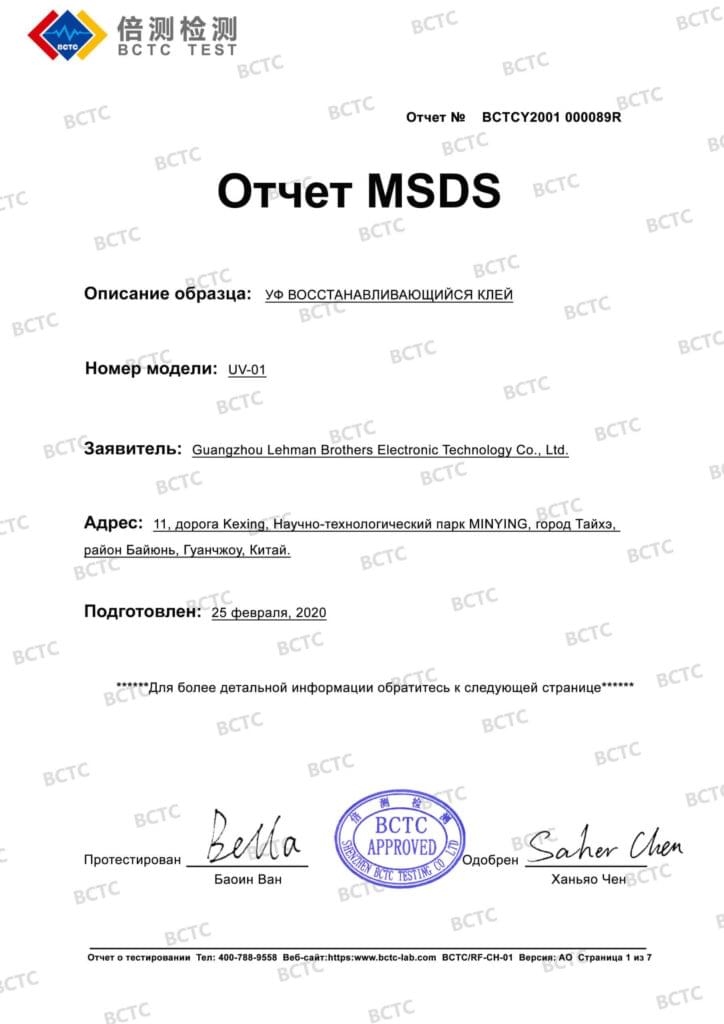 倍测检测
BCTC TEST
BCTC
Отчет № BCTCY2001 000089R
Отчет MSDS
Описание образца: УФ ВОССТАНАВЛИВАЮЩИЙСЯ КЛЕЙ
Номер модели: UV-01
Заявитель: Guangzhou Lehman Brothers Electronic Technology Co., Ltd.
Адрес: 11, дорога Kexing, Научно-технологический парк MINYING, город Тайхэ,
район Байюнь, Гуанчжоу, Китай.
Подготовлен: 25 февраля, 2020
******Для более детальной информации обратитесь к следующей странице******
Протестирован Bella
Баоин Ван
倍测检测
BCTC
APPROVED
SHENZHEN BCTC TESTING CO LTD
Одобрен Saher Chen
Ханьяо Чен
Отчет о тестировании Тел: 400-788-9558 Веб-сайт:https:www.bctc-lab.com BCTC/RF-CH-01 Версия: АО Страница 1 из 7